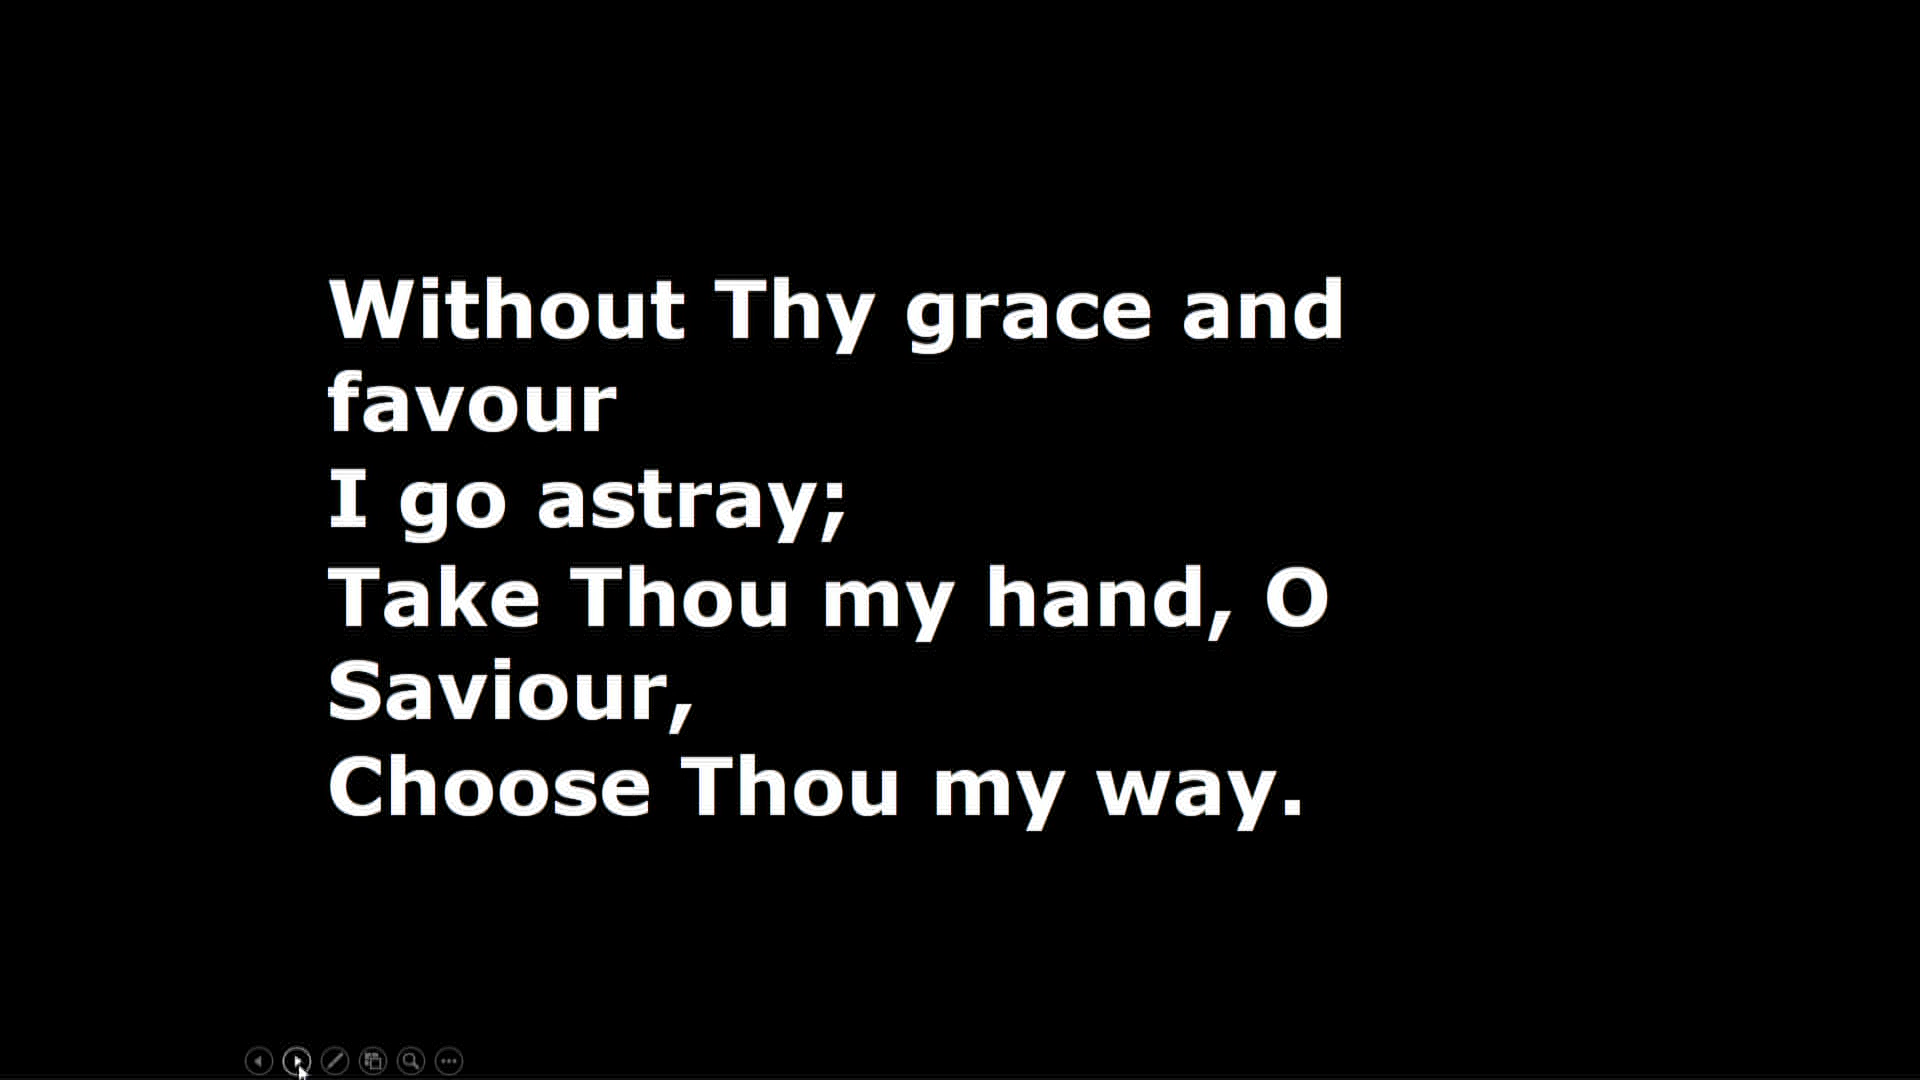 Without Thy grace and
favour
I go astray;
Take Thou my hand, O
Saviour,
Choose Thou my way.